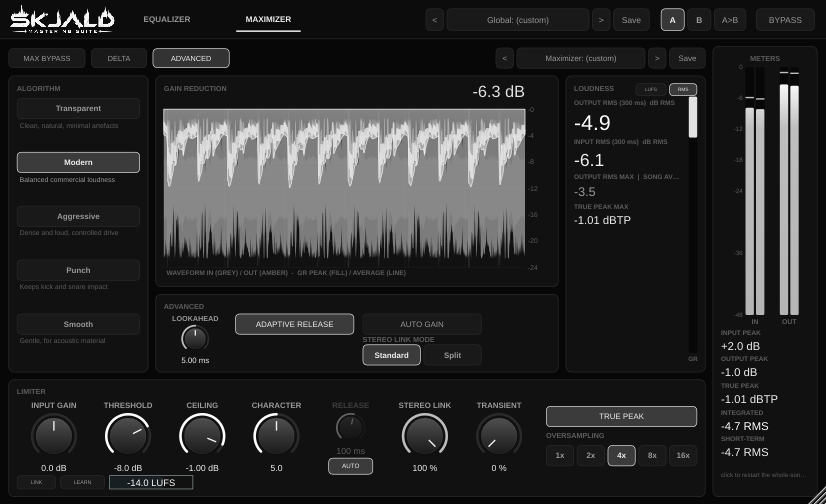 SKJALD
MASTERING SUITE
EQUALIZER
MAXIMIZER
<
Global: (custom)
>
Save
A
B
A>B
BYPASS
MAX BYPASS
DELTA
ADVANCED
<
Maximizer: (custom)
>
Save
ALGORITHM
Transparent
Clean, natural, minimal artefacts
Modern
Balanced commercial loudness
Aggressive
Dense and loud, controlled drive
Punch
Keeps kick and snare impact
Smooth
Gentle, for acoustic material
GAIN REDUCTION
-6.3 dB
-0
-4
-8
-12
-16
-20
-24
WAVEFORM IN (GREY) / OUT (AMBER) - GR PEAK (FILL) / AVERAGE (LINE)
ADVANCED
LOOKAHEAD
5.00 ms
ADAPTIVE RELEASE
AUTO GAIN
STEREO LINK MODE
Standard
Split
LOUDNESS
LUFS
RMS
OUTPUT RMS (300 ms) dB RMS
-4.9
INPUT RMS (300 ms) dB RMS
-6.1
OUTPUT RMS MAX | SONG AV...
-3.5
TRUE PEAK MAX
-1.01 dBTP
GR
METERS
-0
-6
-12
-18
-24
-36
-48
IN
OUT
INPUT PEAK
+2.0 dB
OUTPUT PEAK
-1.0 dB
TRUE PEAK
-1.01 dBTP
INTEGRATED
-4.7 RMS
SHORT-TERM
-4.7 RMS
click to restart the whole-son...
LIMITER
INPUT GAIN
0.0 dB
THRESHOLD
-8.0 dB
CEILING
-1.00 dB
CHARACTER
5.0
RELEASE
100 ms
AUTO
STEREO LINK
100 %
TRANSIENT
0 %
LINK
LEARN
-14.0 LUFS
TRUE PEAK
OVERSAMPLING
1x
2x
4x
8x
16x